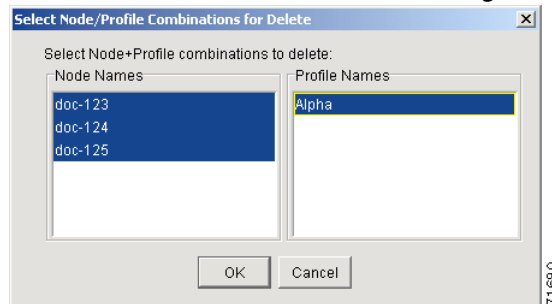 Select Node/Profile Combinations for Delete
Select Node+Profile combinations to delete:
Node Names
Profile Names
doc-123
doc-124
doc-125
Alpha
OK
Cancel
71680